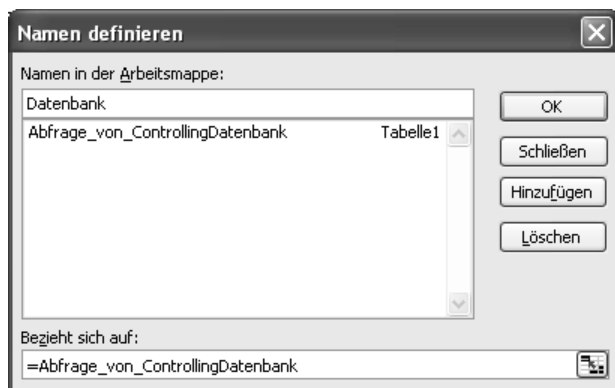 Namen definieren
Namen in der Arbeitsmappe:
Datenbank
Abfrage_von_ControllingDatenbank Tabelle1
OK
Schließen
Hinzufügen
Löschen
Bezieht sich auf:
=Abfrage_von_ControllingDatenbank